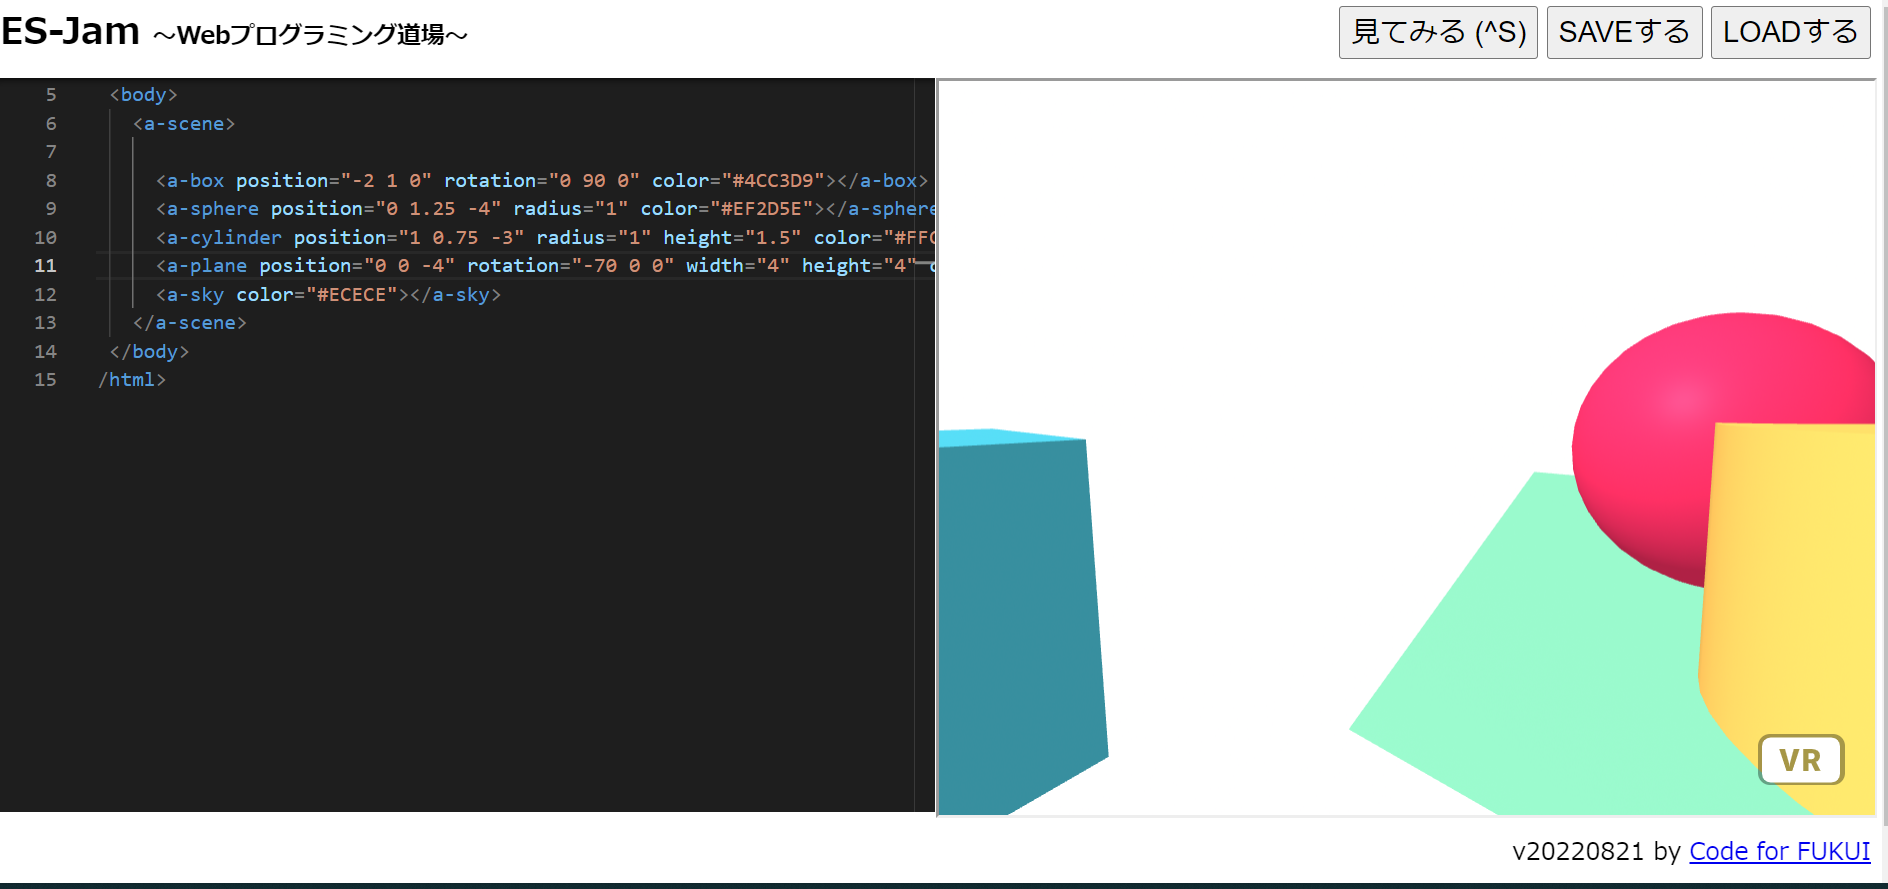 ES-Jam ～Webプログラミング道場～
見てみる (^S) SAVEする LOADする
5 <body>
6 <a-scene>
7
8 <a-box position="-2 1 0" rotation="0 90 0" color="#4CC3D9"></a-box>
9 <a-sphere position="0 1.25 -4" radius="1" color="#EF2D5E"></a-sphere
10 <a-cylinder position="1 0.75 -3" radius="1" height="1.5" color="#FFC
11 <a-plane position="0 0 -4" rotation="-70 0 0" width="4" height="4" c
12 <a-sky color="#ECECE"></a-sky>
13 </a-scene>
14 </body>
15 /html>
VR
v20220821 by Code for FUKUI